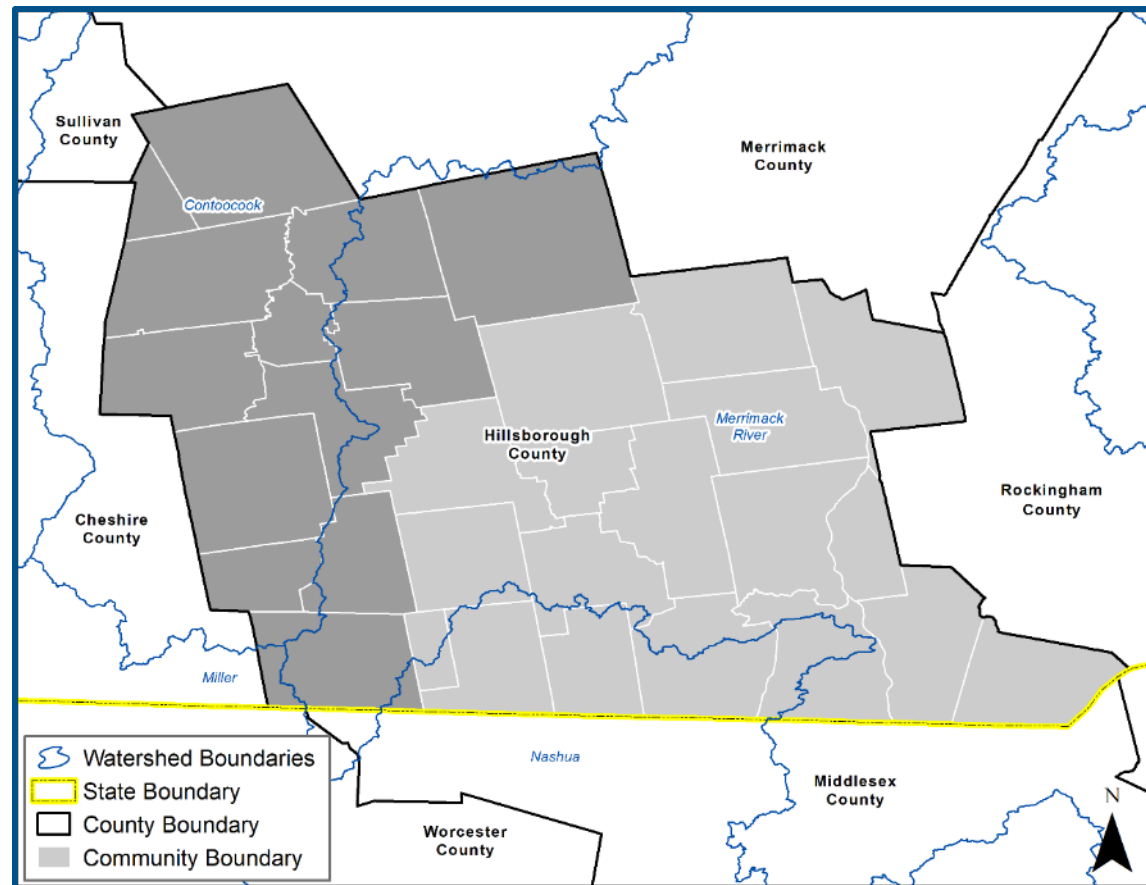 Sullivan
County
Merrimack
County
Contoocook
Hillsborough
County
Merrimack
River
Rockingham
County
Cheshire
County
Miller
Nashua
Middlesex
County
Worcester
County
N
Watershed Boundaries
State Boundary
County Boundary
Community Boundary